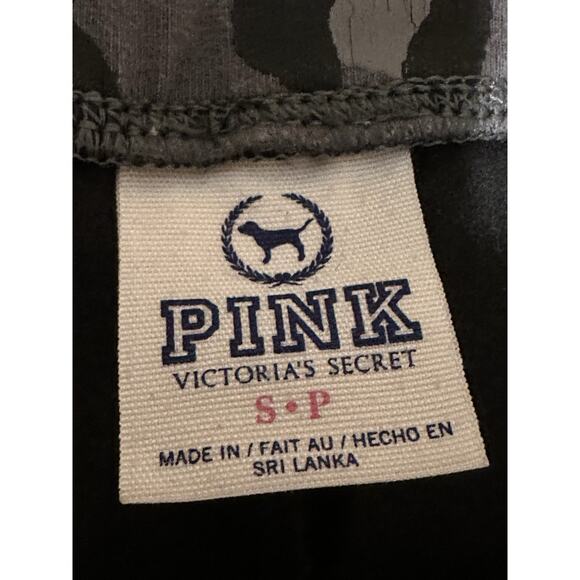 PINK
VICTORIA'S SECRET
S • P
MADE IN / FAIT AU / HECHO EN
SRI LANKA